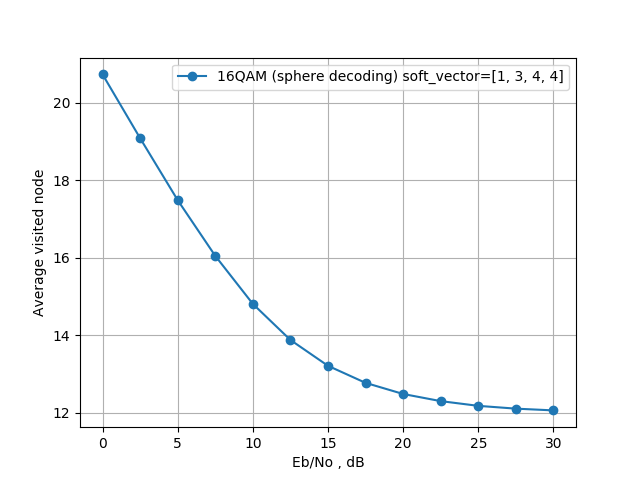 16QAM (sphere decoding) soft_vector=[1, 3, 4, 4]
Average visited node
20
18
16
14
12
0 5 10 15 20 25 30
Eb/No , dB